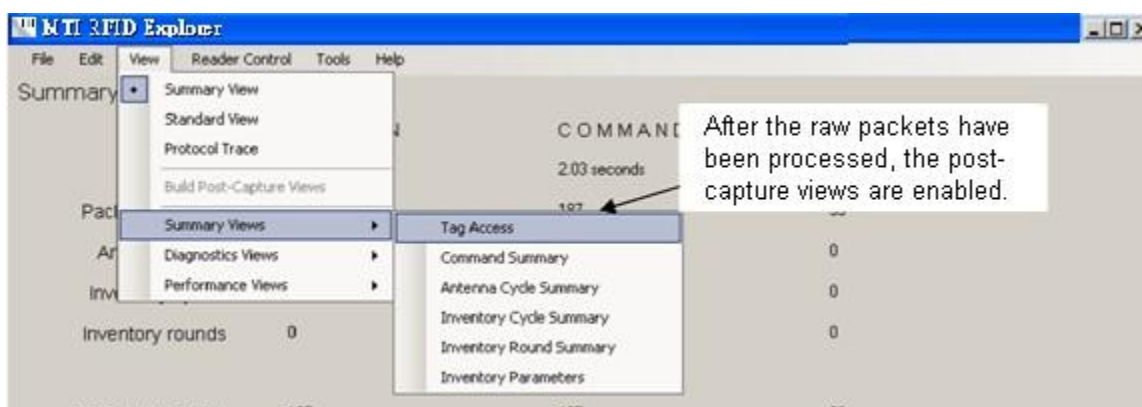 MTI RFID Explorer
File Edit View Reader Control Tools Help
Summary
Summary View
Standard View
Protocol Trace
Build Post-Capture Views
Summary Views
Diagnostics Views
Performance Views
COMMAND
2.03 seconds
Tag Access
Command Summary
Antenna Cycle Summary
Inventory Cycle Summary
Inventory Round Summary
Inventory Parameters
After the raw packets have
been processed, the post-
capture views are enabled.
0
0
Inventory rounds 0 0